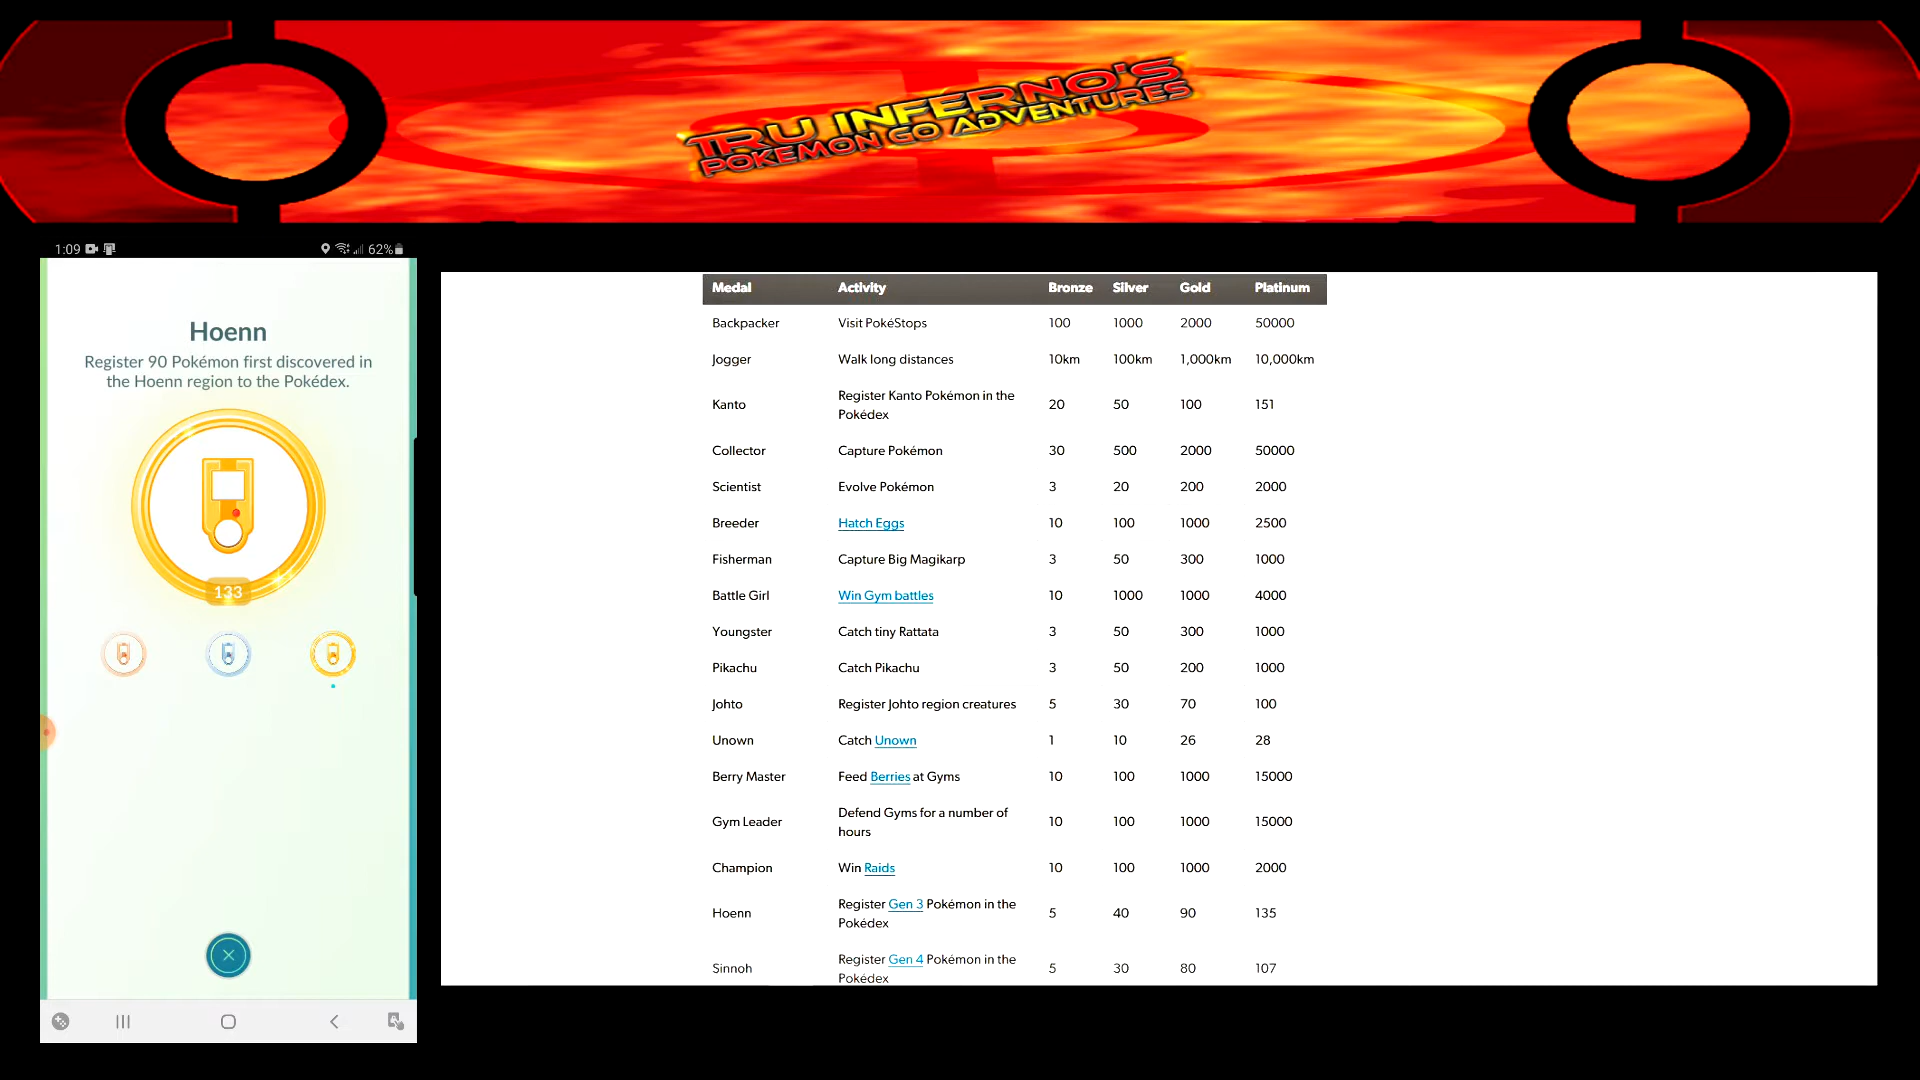 TRU INFERNO'S
POKEMON GO ADVENTURES
1:09
62%
Hoenn
Register 90 Pokémon first discovered in
the Hoenn region to the Pokédex.
133
Medal Activity Bronze Silver Gold Platinum
Backpacker Visit PokéStops 100 1000 2000 50000
Jogger Walk long distances 10km 100km 1,000km 10,000km
Kanto Register Kanto Pokémon in the 20 50 100 151
Pokédex
Collector Capture Pokémon 30 500 2000 50000
Scientist Evolve Pokémon 3 20 200 2000
Breeder Hatch Eggs 10 100 1000 2500
Fisherman Capture Big Magikarp 3 50 300 1000
Battle Girl Win Gym battles 10 1000 1000 4000
Youngster Catch tiny Rattata 3 50 300 1000
Pikachu Catch Pikachu 3 50 200 1000
Johto Register Johto region creatures 5 30 70 100
Unown Catch Unown 1 10 26 28
Berry Master Feed Berries at Gyms 10 100 1000 15000
Gym Leader Defend Gyms for a number of 10 100 1000 15000
hours
Champion Win Raids 10 100 1000 2000
Hoenn Register Gen 3 Pokémon in the 5 40 90 135
Pokédex
Sinnoh Register Gen 4 Pokémon in the 5 30 80 107
Pokédex